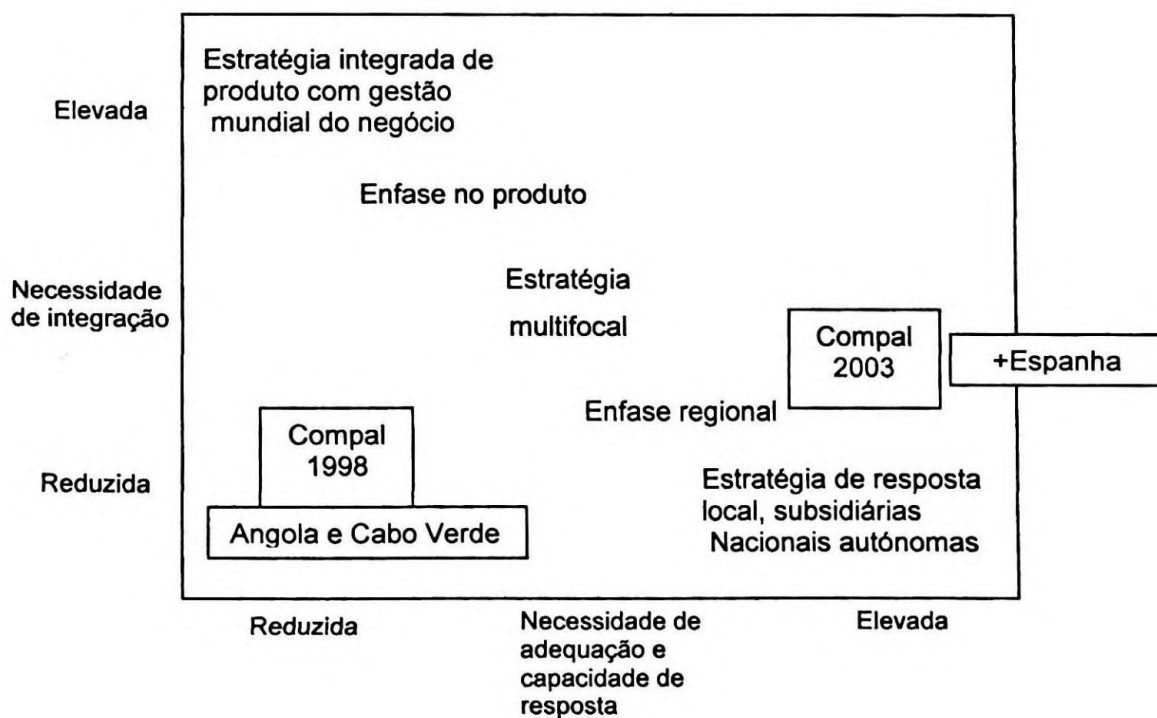 Estratégia integrada de
produto com gestão
mundial do negócio
Elevada
Enfase no produto
Necessidade
de integração
Estratégia
multifocal
Compal
2003
+Espanha
Enfase regional
Compal
1998
Reduzida
Estratégia de resposta
local, subsidiárias
Nacionais autónomas
Angola e Cabo Verde
Reduzida
Necessidade de
adequação e
capacidade de
resposta
Elevada